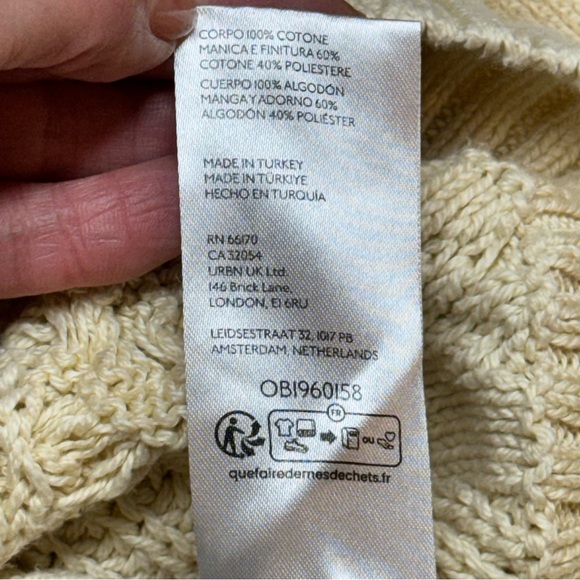 CORPO 100% COTONE
MANICA E FINITURA 60%
COTONE 40% POLIESTERE
CUERPO 100% ALGODÓN
MANGA Y ADORNO 60%
ALGODÓN 40% POLIÉSTER
MADE IN TURKEY
MADE IN TÜRKIYE
HECHO EN TURQUÍA
RN 66170
CA 32054
URBN UK Ltd.
146 Brick Lane,
LONDON, E1 6RU
LEIDSESTRAAT 32, 1017 PB
AMSTERDAM, NETHERLANDS
OB1960158
FR
OU
quefairedemesdechets.fr